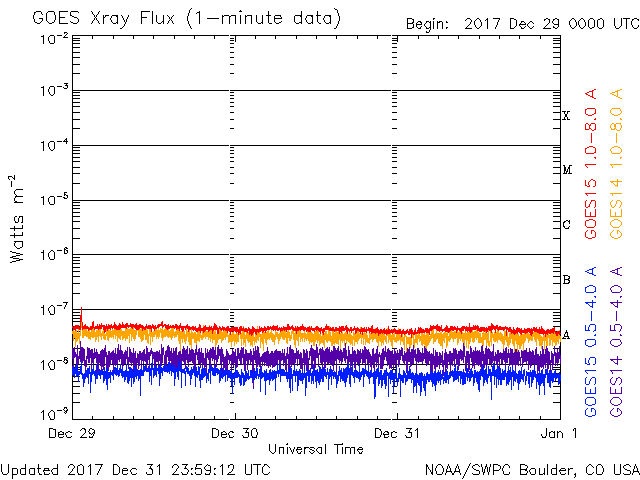 GOES Xray Flux (1-minute data)
Begin: 2017 Dec 29 0000 UTC
10⁻²
10⁻³
10⁻⁴
10⁻⁵
10⁻⁶
10⁻⁷
10⁻⁸
10⁻⁹
Watts m⁻²
X
M
C
B
A
GOES15 1.0-8.0 A
GOES14 1.0-8.0 A
GOES15 0.5-4.0 A
GOES14 0.5-4.0 A
Dec 29
Dec 30
Dec 31
Jan 1
Universal Time
Updated 2017 Dec 31 23:59:12 UTC
NOAA/SWPC Boulder, CO USA